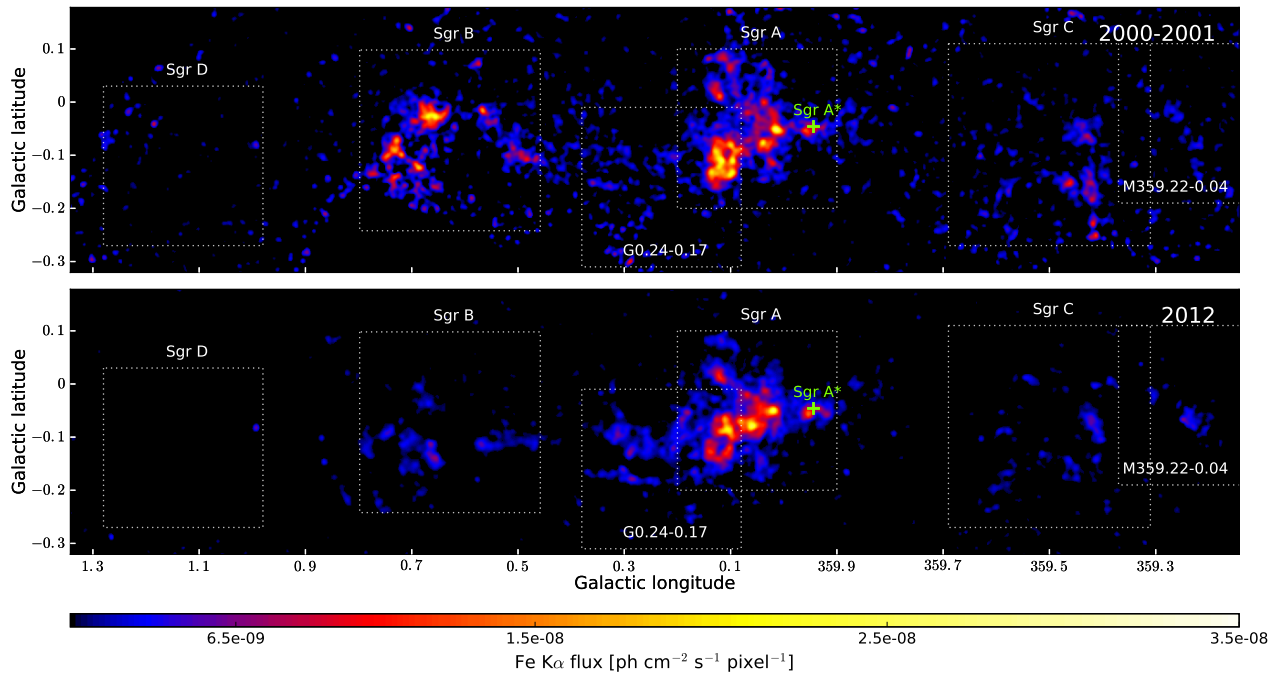 Sgr A
Sgr C
2000-2001
Sgr B
Sgr D
0.1
0
−0.1
−0.2
−0.3
Galactic latitude
Sgr A*
M359.22-0.04
G0.24-0.17
2012
Sgr A
Sgr C
Sgr B
Sgr D
0.1
0
−0.1
−0.2
−0.3
Galactic latitude
Sgr A*
M359.22-0.04
G0.24-0.17
1.3 1.1 0.9 0.7 0.5 0.3 0.1 359.9 359.7 359.5 359.3
Galactic longitude
6.5e-09 1.5e-08 2.5e-08 3.5e-08
Fe Kα flux [ph cm⁻² s⁻¹ pixel⁻¹]